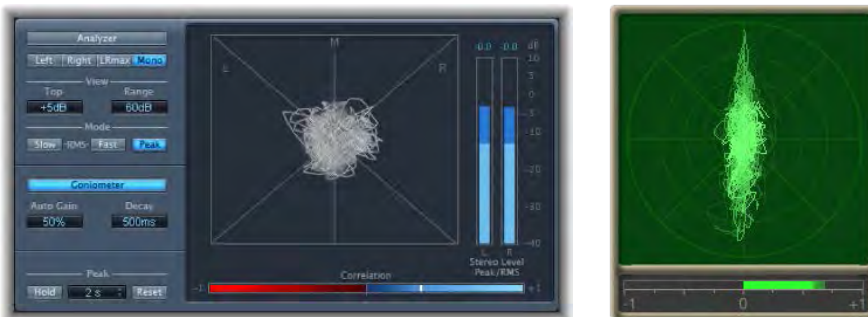 Analyzer
Left Right LRmax Mono
View
Top Range
+5dB 60dB
Mode
Slow RMS Fast Peak
Goniometer
Auto Gain Decay
50% 500ms
Peak
Hold 2 s Reset
M
L R
Correlation
-1 +1
0.0 0.0 dB
10
5
0
-5
-10
-20
-30
-40
L R
Stereo Level
Peak/RMS
-1 0 +1